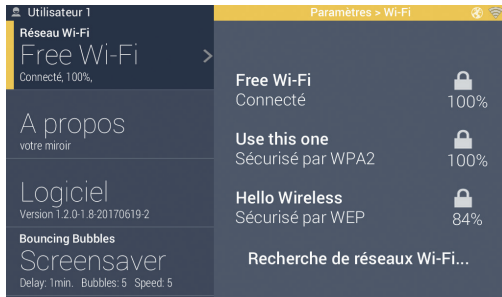 Utilisateur 1
Réseau Wi-Fi
Free Wi-Fi
Connecté, 100%,
A propos
votre miroir
Logiciel
Version 1.2.0-1.8-20170619-2
Bouncing Bubbles
Screensaver
Delay: 1min. Bubbles: 5 Speed: 5
Paramètres > Wi-Fi
Free Wi-Fi
Connecté
100%
Use this one
Sécurisé par WPA2
100%
Hello Wireless
Sécurisé par WEP
84%
Recherche de réseaux Wi-Fi...